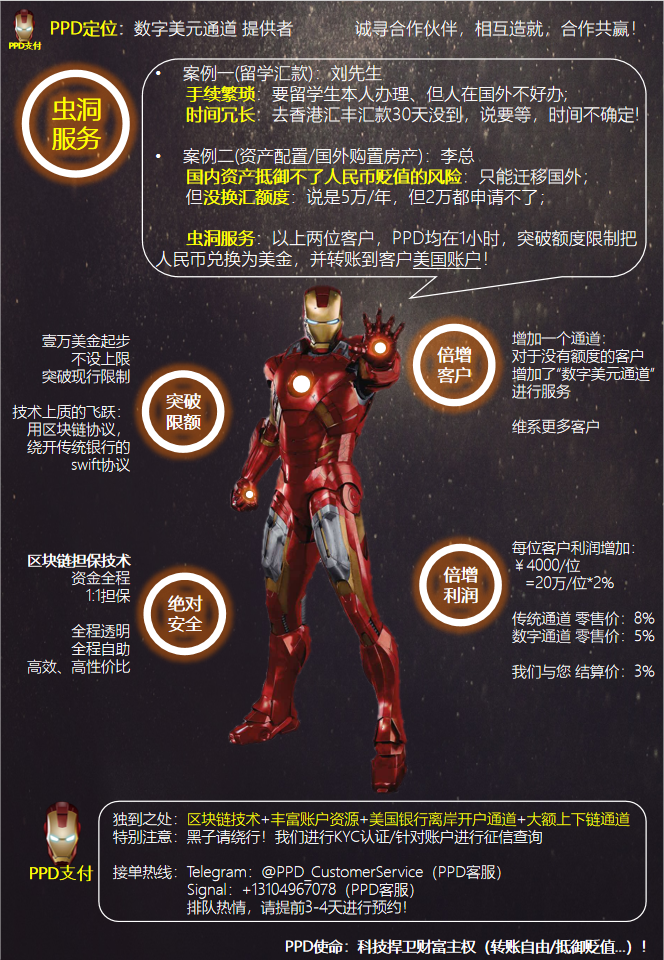 PPD定位：数字美元通道 提供者
诚寻合作伙伴，相互造就，合作共赢！
PPD支付
虫洞
服务
• 案例一(留学汇款)：刘先生
手续繁琐：要留学生本人办理、但人在国外不好办;
时间冗长：去香港汇丰汇款30天没到，说要等，时间不确定!
• 案例二(资产配置/国外购置房产)：李总
国内资产抵御不了人民币贬值的风险：只能迁移国外；
但没换汇额度：说是5万/年，但2万都申请不了；
虫洞服务：以上两位客户，PPD均在1小时，突破额度限制把
人民币兑换为美金，并转账到客户美国账户！
壹万美金起步
不设上限
突破现行限制
技术上质的飞跃：
用区块链协议，
绕开传统银行的
swift协议
突破
限额
倍增
客户
增加一个通道：
对于没有额度的客户
增加了“数字美元通道”
进行服务
维系更多客户
区块链担保技术
资金全程
1:1担保
全程透明
全程自助
高效、高性价比
绝对
安全
倍增
利润
每位客户利润增加：
￥4000/位
=20万/位*2%
传统通道 零售价：8%
数字通道 零售价：5%
我们与您 结算价：3%
PPD支付
独到之处：区块链技术+丰富账户资源+美国银行离岸开户通道+大额上下链通道
特别注意：黑子请绕行！我们进行KYC认证/针对账户进行征信查询
接单热线：Telegram：@PPD_CustomerService（PPD客服）
Signal：+13104967078（PPD客服）
排队热情，请提前3-4天进行预约！
PPD使命：科技捍卫财富主权（转账自由/抵御贬值...）！